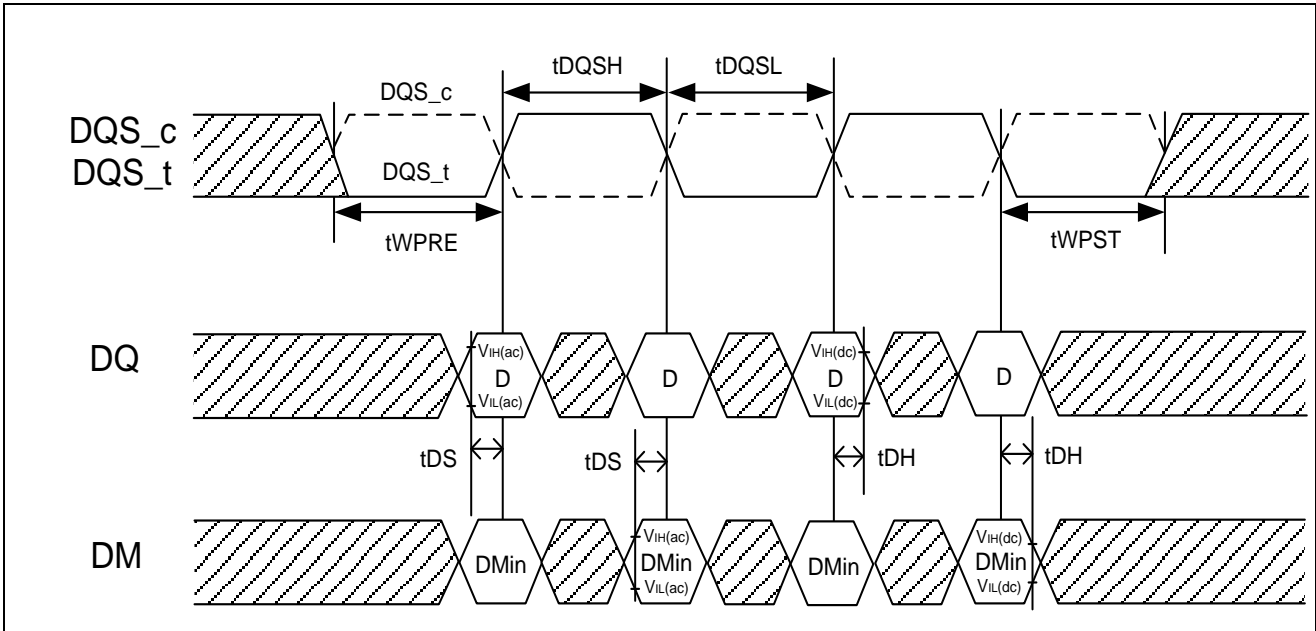 tDQSH
tDQSL
DQS_c
DQS_c
DQS_t
DQS_t
tWPRE
tWPST
DQ
VIH(ac)
D
VIL(ac)
D
VIH(dc)
D
VIL(dc)
D
tDS
tDS
tDH
tDH
DM
DMin
VIH(ac)
DMin
VIL(ac)
DMin
VIH(dc)
DMin
VIL(dc)